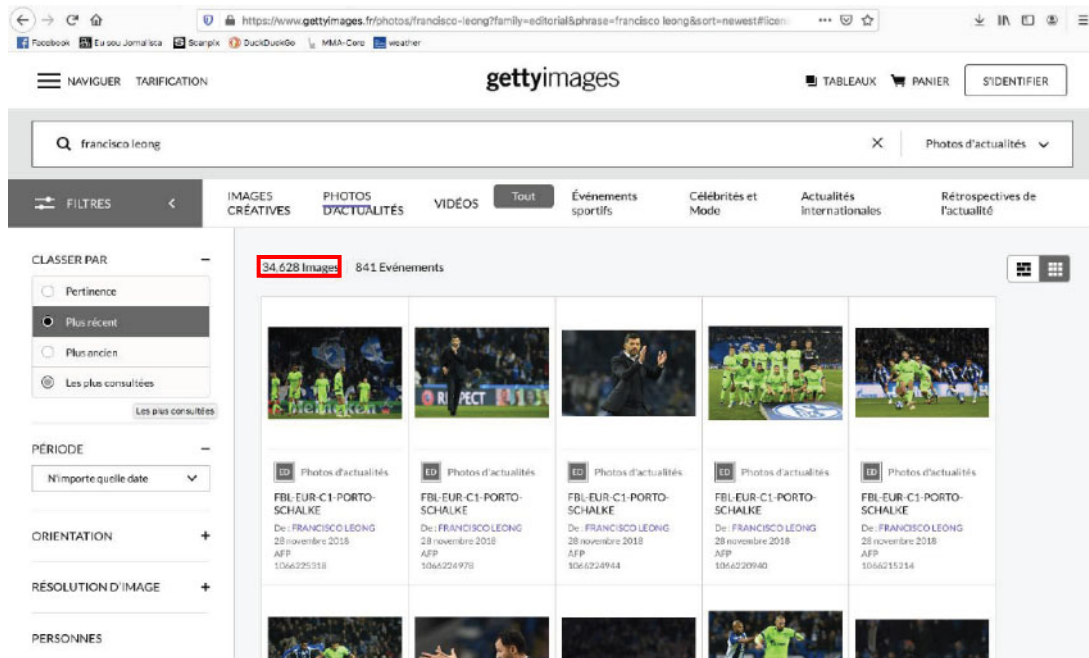 https://www.gettyimages.fr/photos/francisco-leong?family=editorial&phrase=francisco leong&sort=newest#licen
Facebook Eu sou Jornalista Scanpix DuckDuckGo MMA-Core weather
NAVIGUER TARIFICATION gettyimages TABLEAUX PANIER S'IDENTIFIER
francisco leong Photos d'actualités
FILTRES IMAGES CRÉATIVES PHOTOS D'ACTUALITÉS VIDÉOS Tout Événements sportifs Célébrités et Mode Actualités internationales Rétrospectives de l'actualité
CLASSER PAR
34,628 Images 841 Evénements
Pertinence
Plus récent
Plus ancien
Les plus consultées
Les plus consultées
PÉRIODE
N'importe quelle date
ORIENTATION
RÉSOLUTION D'IMAGE
PERSONNES
RESPECT
Heineken
ED Photos d'actualités ED Photos d'actualités ED Photos d'actualités ED Photos d'actualités ED Photos d'actualités
FBL-EUR-C1-PORTO- FBL-EUR-C1-PORTO- FBL-EUR-C1-PORTO- FBL-EUR-C1-PORTO- FBL-EUR-C1-PORTO-
SCHALKE SCHALKE SCHALKE SCHALKE SCHALKE
De : FRANCISCO LEONG De : FRANCISCO LEONG De : FRANCISCO LEONG De : FRANCISCO LEONG De : FRANCISCO LEONG
28 novembre 2018 28 novembre 2018 28 novembre 2018 28 novembre 2018 28 novembre 2018
AFP AFP AFP AFP AFP
1066225318 1066224978 1066224944 1066220940 1066215214